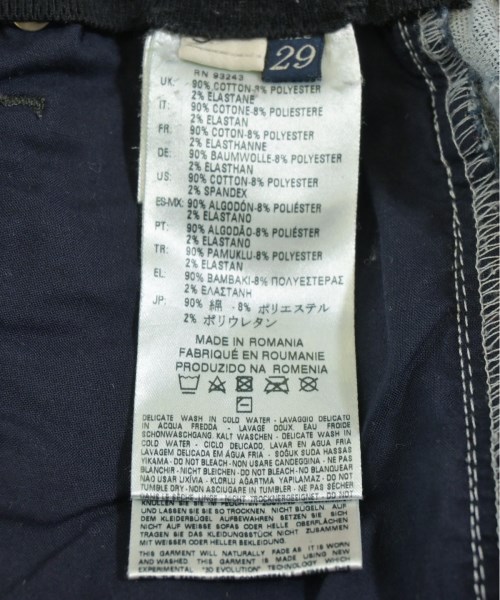 29
RN 93243
UK: 90% COTTON-8% POLYESTER
2% ELASTANE
IT: 90% COTONE-8% POLIESTERE
2% ELASTAN
FR: 90% COTON-8% POLYESTER
2% ELASTHANNE
DE: 90% BAUMWOLLE-8% POLYESTER
2% ELASTHAN
US: 90% COTTON-8% POLYESTER
2% SPANDEX
ES-MX: 90% ALGODÓN-8% POLIÉSTER
2% ELASTANO
PT: 90% ALGODÃO-8% POLIÉSTER
2% ELASTANO
TR: 90% PAMUKLU-8% POLYESTER
2% ELASTAN
EL: 90% ΒΑΜΒΑΚΙ-8% ΠΟΛΥΕΣΤΕΡΑΣ
2% ΕΛΑΣΤΑΝΗ
JP: 90% 綿 - 8% ポリエステル
2% ポリウレタン
MADE IN ROMANIA
FABRIQUÉ EN ROUMANIE
PRODUZIDO NA ROMENIA
DELICATE WASH IN COLD WATER - LAVAGGIO DELICATO
IN ACQUA FREDDA - LAVAGE DOUX EAU FROIDE
SCHONWASCHGANG. KALT WASCHEN - DELICATE WASH IN
COLD WATER - CICLO DELICADO, LAVAR EN AGUA FRIA
LAVAGEM DELICADA EM ÁGUA FRIA - SOĞUK SUDA HASSAS
YIKAMA - DO NOT BLEACH - NON USARE CANDEGGINA - NE PAS
BLANCHIR - NICHT BLEICHEN - DO NOT BLEACH - NO BLANQUEAR
NÃO USAR LIXÍVIA - KLORLU AĞARTMA YAPILAMAZ - DO NOT
TUMBLE DRY - NON ASCIUGARE IN TUMBLER - NE PAS SÉCHER
KNOLLEN SIE SIE VOR
UND LASSEN SIE SIE TROCKNEN. NICHT BÜGELN. AUF
DEM KLEIDERBÜGEL AUFBEWAHREN SETZEN SIE SICH
NICHT AUF WEISSE SOFAS ODER HELLE OBERFLÄCHEN
TRAGEN SIE DAS KLEIDUNGSSTÜCK NICHT ZUSAMMEN
MIT WEISSER ODER HELLER BEKLEIDUNG.
THIS GARMENT WILL NATURALLY FADE AS IT IS WORN
AND WASHED. THIS GARMENT IS MADE USING NEW
EXPERIMENTAL "3D EVOLUTION" TECHNOLOGY WHICH